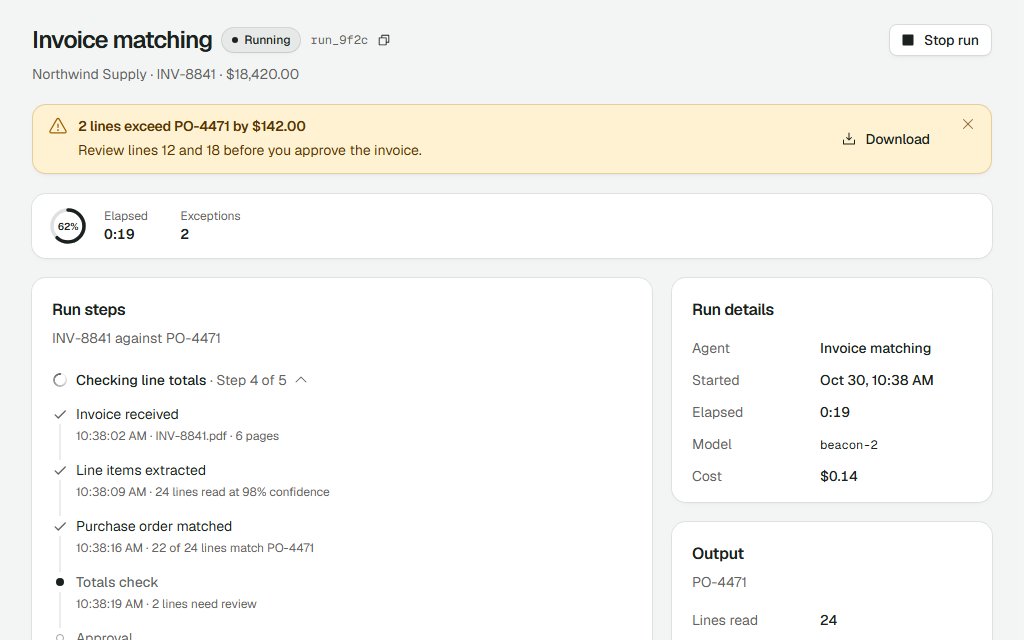 Invoice matching
Running
run_9f2c
Stop run
Northwind Supply · INV-8841 · $18,420.00
2 lines exceed PO-4471 by $142.00
Review lines 12 and 18 before you approve the invoice.
Download
62%
Elapsed
0:19
Exceptions
2
Run steps
INV-8841 against PO-4471
Checking line totals · Step 4 of 5
Invoice received
10:38:02 AM · INV-8841.pdf · 6 pages
Line items extracted
10:38:09 AM · 24 lines read at 98% confidence
Purchase order matched
10:38:16 AM · 22 of 24 lines match PO-4471
Totals check
10:38:19 AM · 2 lines need review
Approval
Run details
Agent Invoice matching
Started Oct 30, 10:38 AM
Elapsed 0:19
Model beacon-2
Cost $0.14
Output
PO-4471
Lines read 24